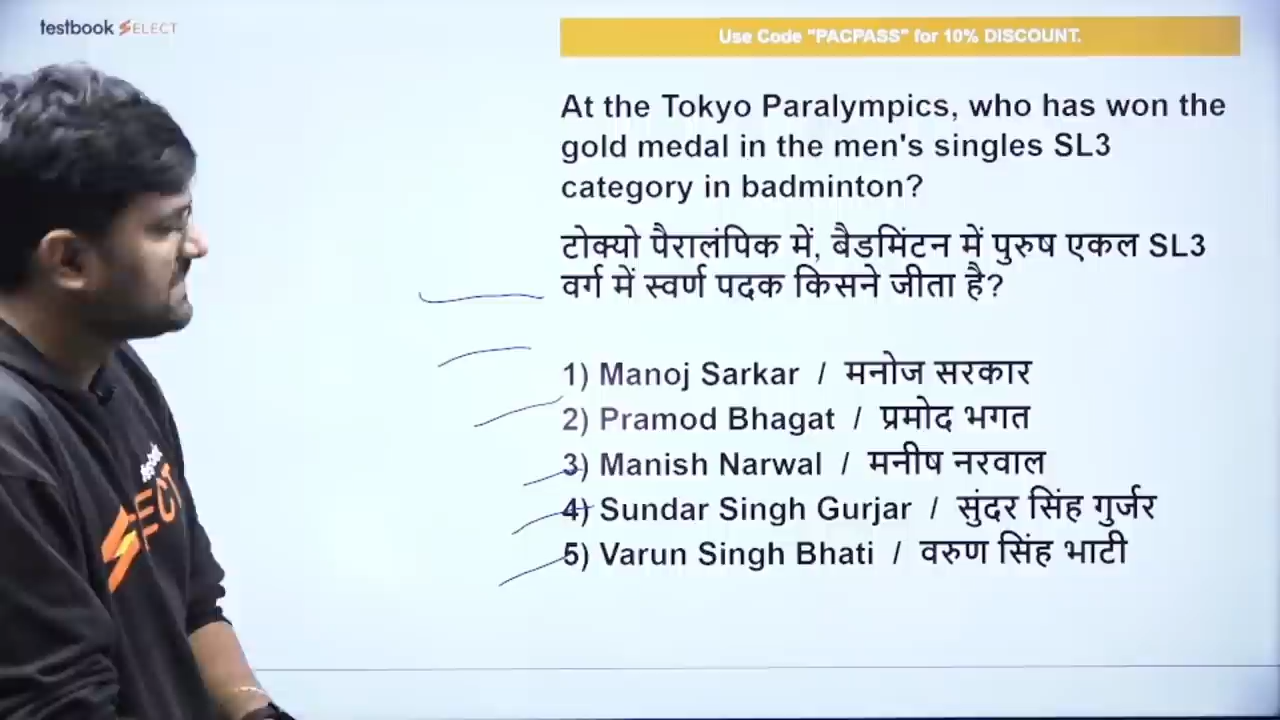 testbook SELECT
Use Code "PACPASS" for 10% DISCOUNT.
At the Tokyo Paralympics, who has won the
gold medal in the men's singles SL3
category in badminton?
टोक्यो पैरालंपिक में, बैडमिंटन में पुरुष एकल SL3
वर्ग में स्वर्ण पदक किसने जीता है?
1) Manoj Sarkar / मनोज सरकार
2) Pramod Bhagat / प्रमोद भगत
3) Manish Narwal / मनीष नरवाल
4) Sundar Singh Gurjar / सुंदर सिंह गुर्जर
5) Varun Singh Bhati / वरुण सिंह भाटी
SELECT